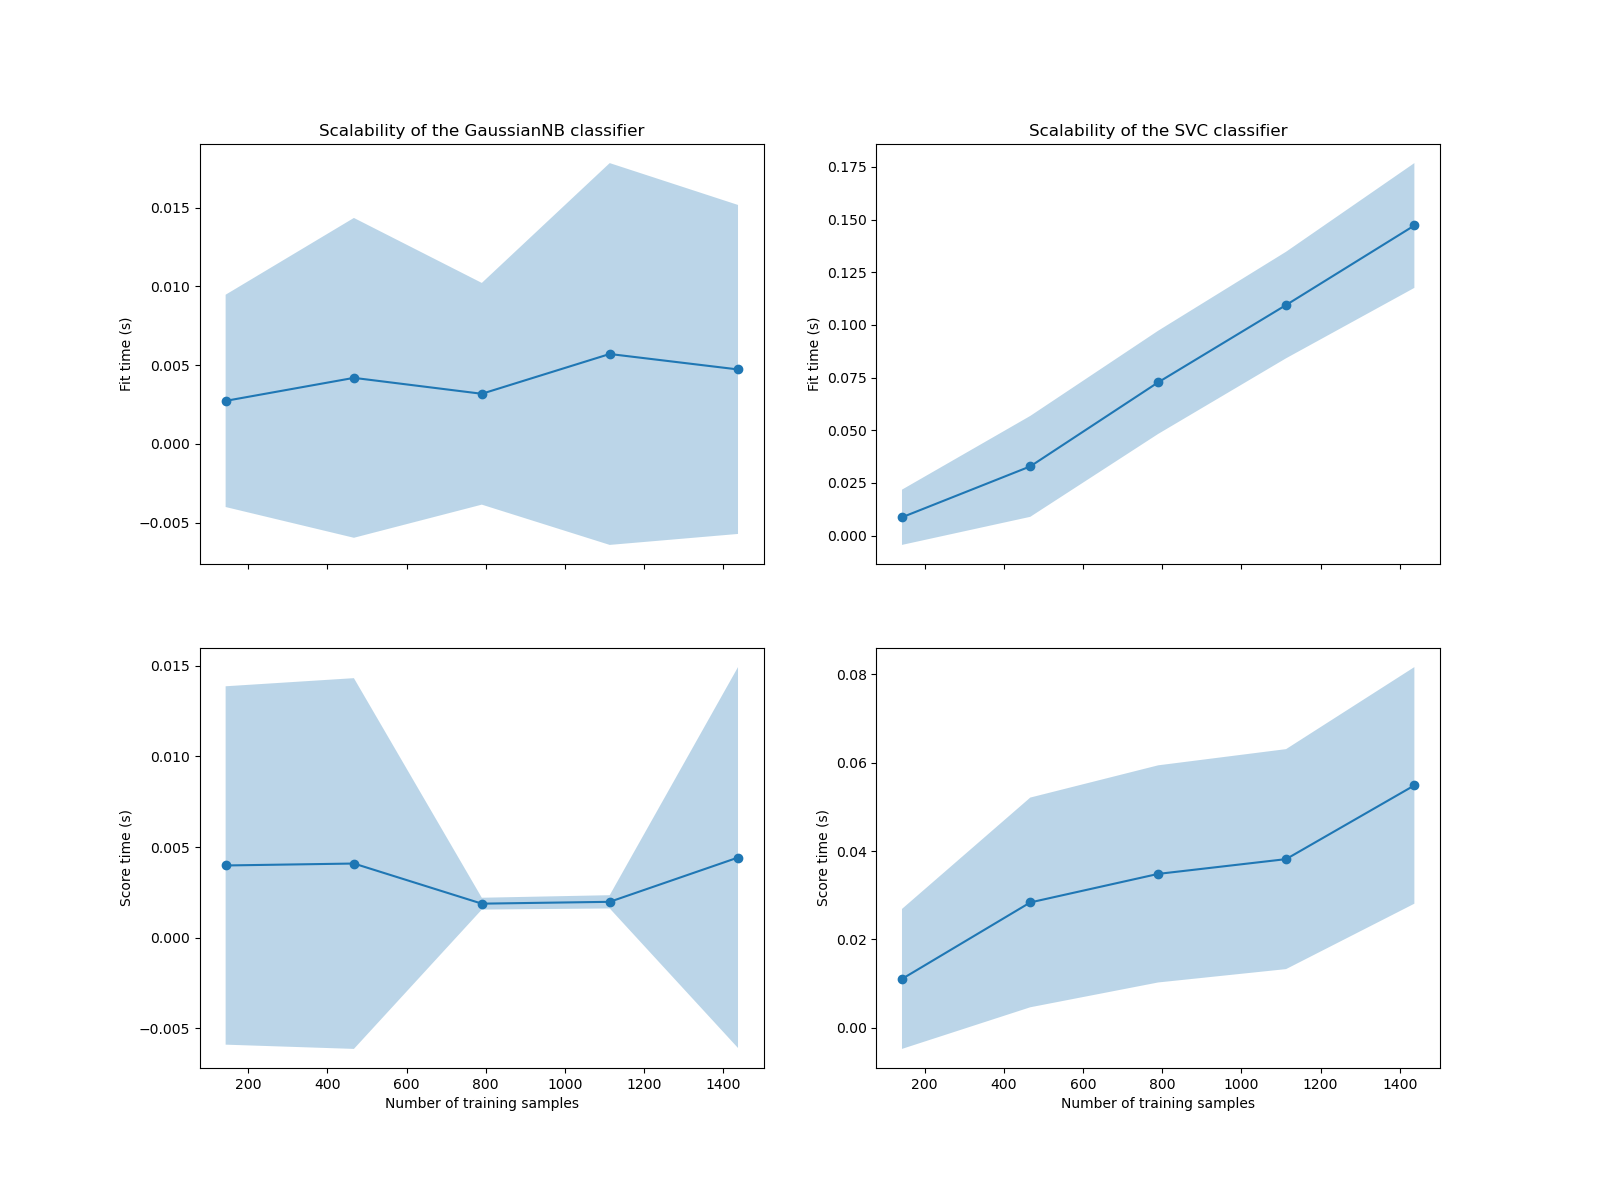 Scalability of the GaussianNB classifier
Scalability of the SVC classifier
0.015
0.010
0.005
0.000
−0.005
Fit time (s)
0.175
0.150
0.125
0.100
0.075
0.050
0.025
0.000
Fit time (s)
0.015
0.010
0.005
0.000
−0.005
Score time (s)
200 400 600 800 1000 1200 1400
Number of training samples
0.08
0.06
0.04
0.02
0.00
Score time (s)
200 400 600 800 1000 1200 1400
Number of training samples